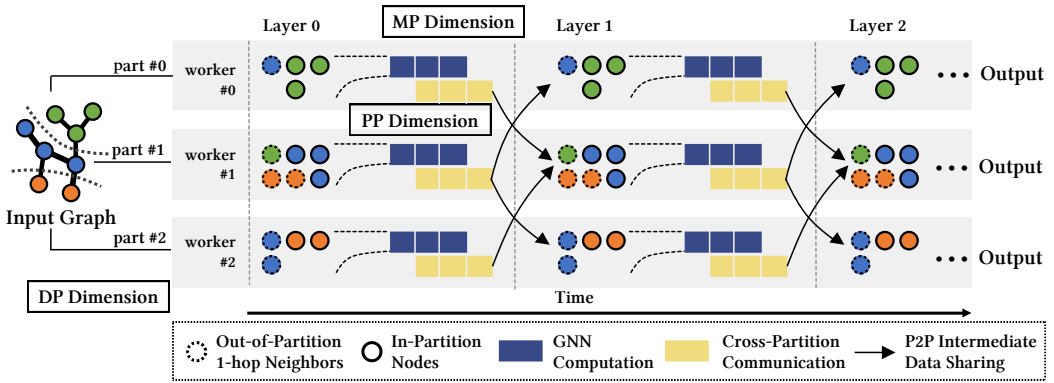 MP Dimension
Layer 0
Layer 1
Layer 2
part #0
worker
#0
Output
PP Dimension
part #1
worker
#1
Output
Input Graph
part #2
worker
#2
Output
DP Dimension
Time
Out-of-Partition
1-hop Neighbors
In-Partition
Nodes
GNN
Computation
Cross-Partition
Communication
P2P Intermediate
Data Sharing